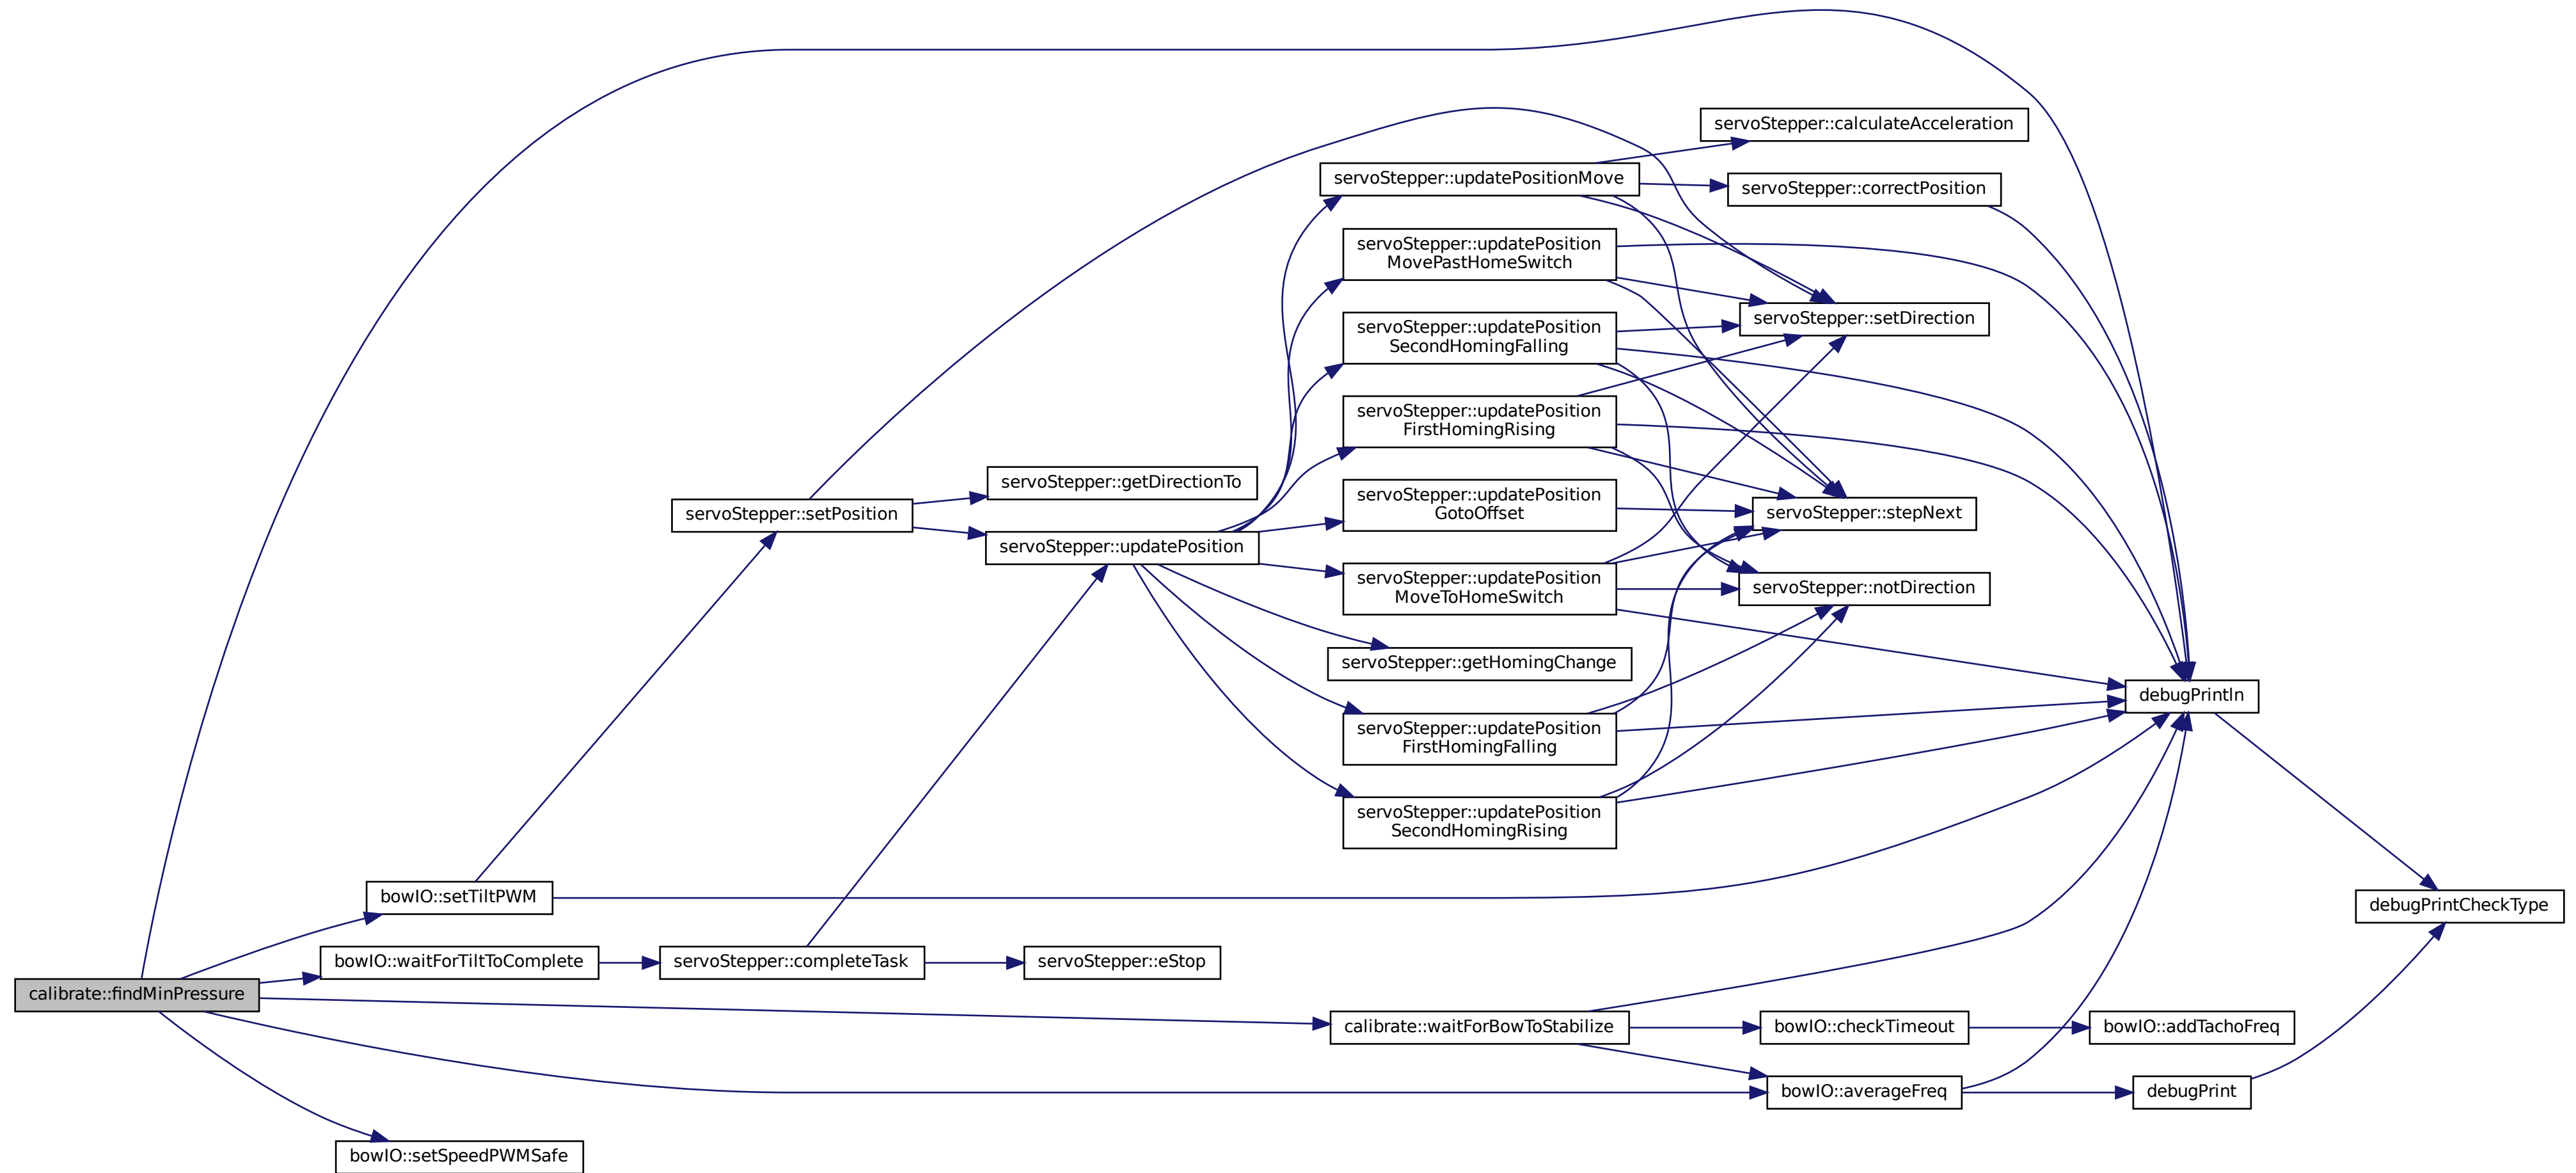 servoStepper::calculateAcceleration
servoStepper::updatePositionMove
servoStepper::correctPosition
servoStepper::updatePosition
MovePastHomeSwitch
servoStepper::setDirection
servoStepper::updatePosition
SecondHomingFalling
servoStepper::updatePosition
FirstHomingRising
servoStepper::getDirectionTo
servoStepper::setPosition
servoStepper::updatePosition
GotoOffset
servoStepper::stepNext
servoStepper::updatePosition
servoStepper::updatePosition
MoveToHomeSwitch
servoStepper::notDirection
servoStepper::getHomingChange
debugPrintln
servoStepper::updatePosition
FirstHomingFalling
servoStepper::updatePosition
SecondHomingRising
bowIO::setTiltPWM
debugPrintCheckType
bowIO::waitForTiltToComplete
servoStepper::completeTask
servoStepper::eStop
calibrate::findMinPressure
calibrate::waitForBowToStabilize
bowIO::checkTimeout
bowIO::addTachoFreq
bowIO::averageFreq
debugPrint
bowIO::setSpeedPWMSafe